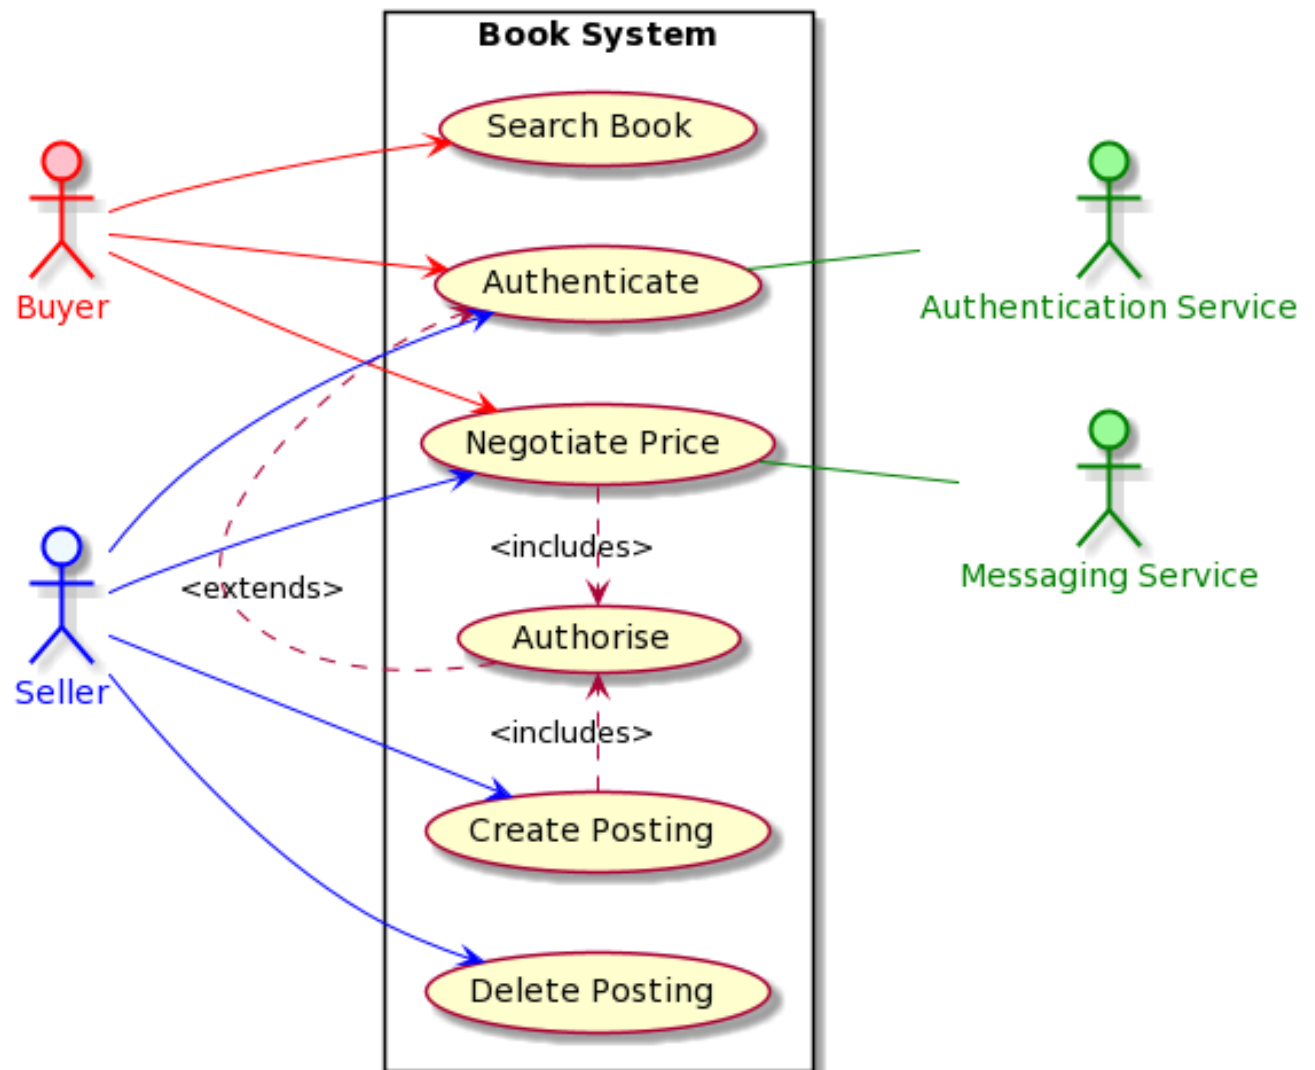 Book System
Search Book
Authenticate
Buyer
Authentication Service
Negotiate Price
<includes>
Messaging Service
<extends>
Authorise
Seller
<includes>
Create Posting
Delete Posting